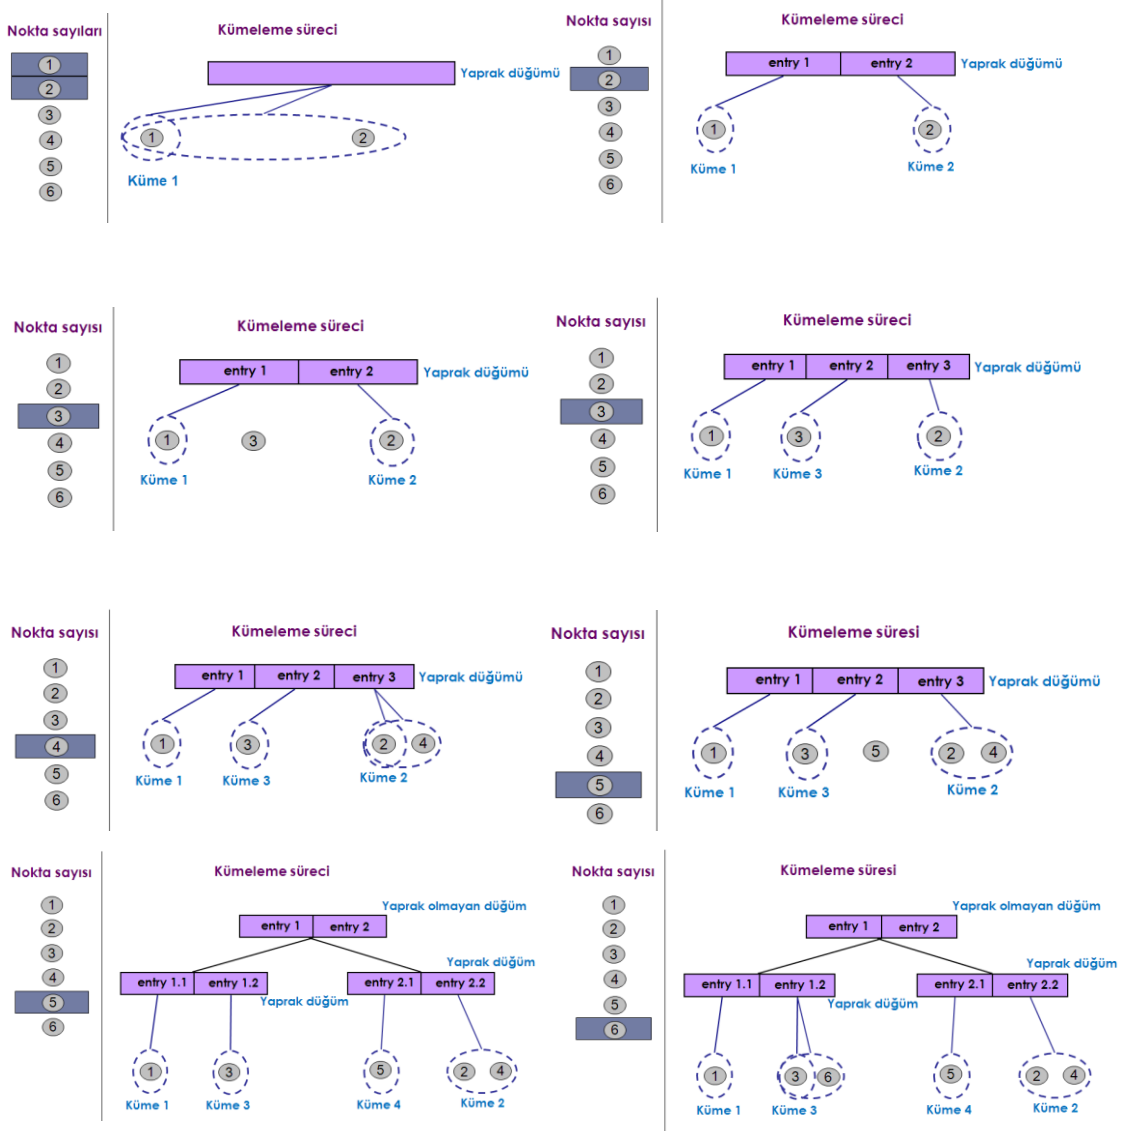 Nokta sayıları
Kümeleme süreci
1
2
3
4
5
6
Yaprak düğümü
1
2
Küme 1
Nokta sayısı
Kümeleme süreci
1
2
3
4
5
6
entry 1 entry 2
Yaprak düğümü
1
2
Küme 1
Küme 2
Nokta sayısı
Kümeleme süreci
1
2
3
4
5
6
entry 1 entry 2
Yaprak düğümü
1
3
2
Küme 1
Küme 2
Nokta sayısı
Kümeleme süreci
1
2
3
4
5
6
entry 1 entry 2 entry 3
Yaprak düğümü
1
3
2
Küme 1
Küme 3
Küme 2
Nokta sayısı
Kümeleme süreci
1
2
3
4
5
6
entry 1 entry 2 entry 3
Yaprak düğümü
1
3
2
4
Küme 1
Küme 3
Küme 2
Nokta sayısı
Kümeleme süresi
1
2
3
4
5
6
entry 1 entry 2 entry 3
Yaprak düğümü
1
3
5
2
4
Küme 1
Küme 3
Küme 2
Nokta sayısı
Kümeleme süreci
1
2
3
4
5
6
Yaprak olmayan düğüm
entry 1 entry 2
Yaprak düğüm
entry 1.1 entry 1.2
entry 2.1 entry 2.2
Yaprak düğüm
1
3
5
2
4
Küme 1
Küme 3
Küme 4
Küme 2
Nokta sayısı
Kümeleme süresi
1
2
3
4
5
6
Yaprak olmayan düğüm
entry 1 entry 2
Yaprak düğüm
entry 1.1 entry 1.2
entry 2.1 entry 2.2
Yaprak düğüm
1
3
6
5
2
4
Küme 1
Küme 3
Küme 4
Küme 2